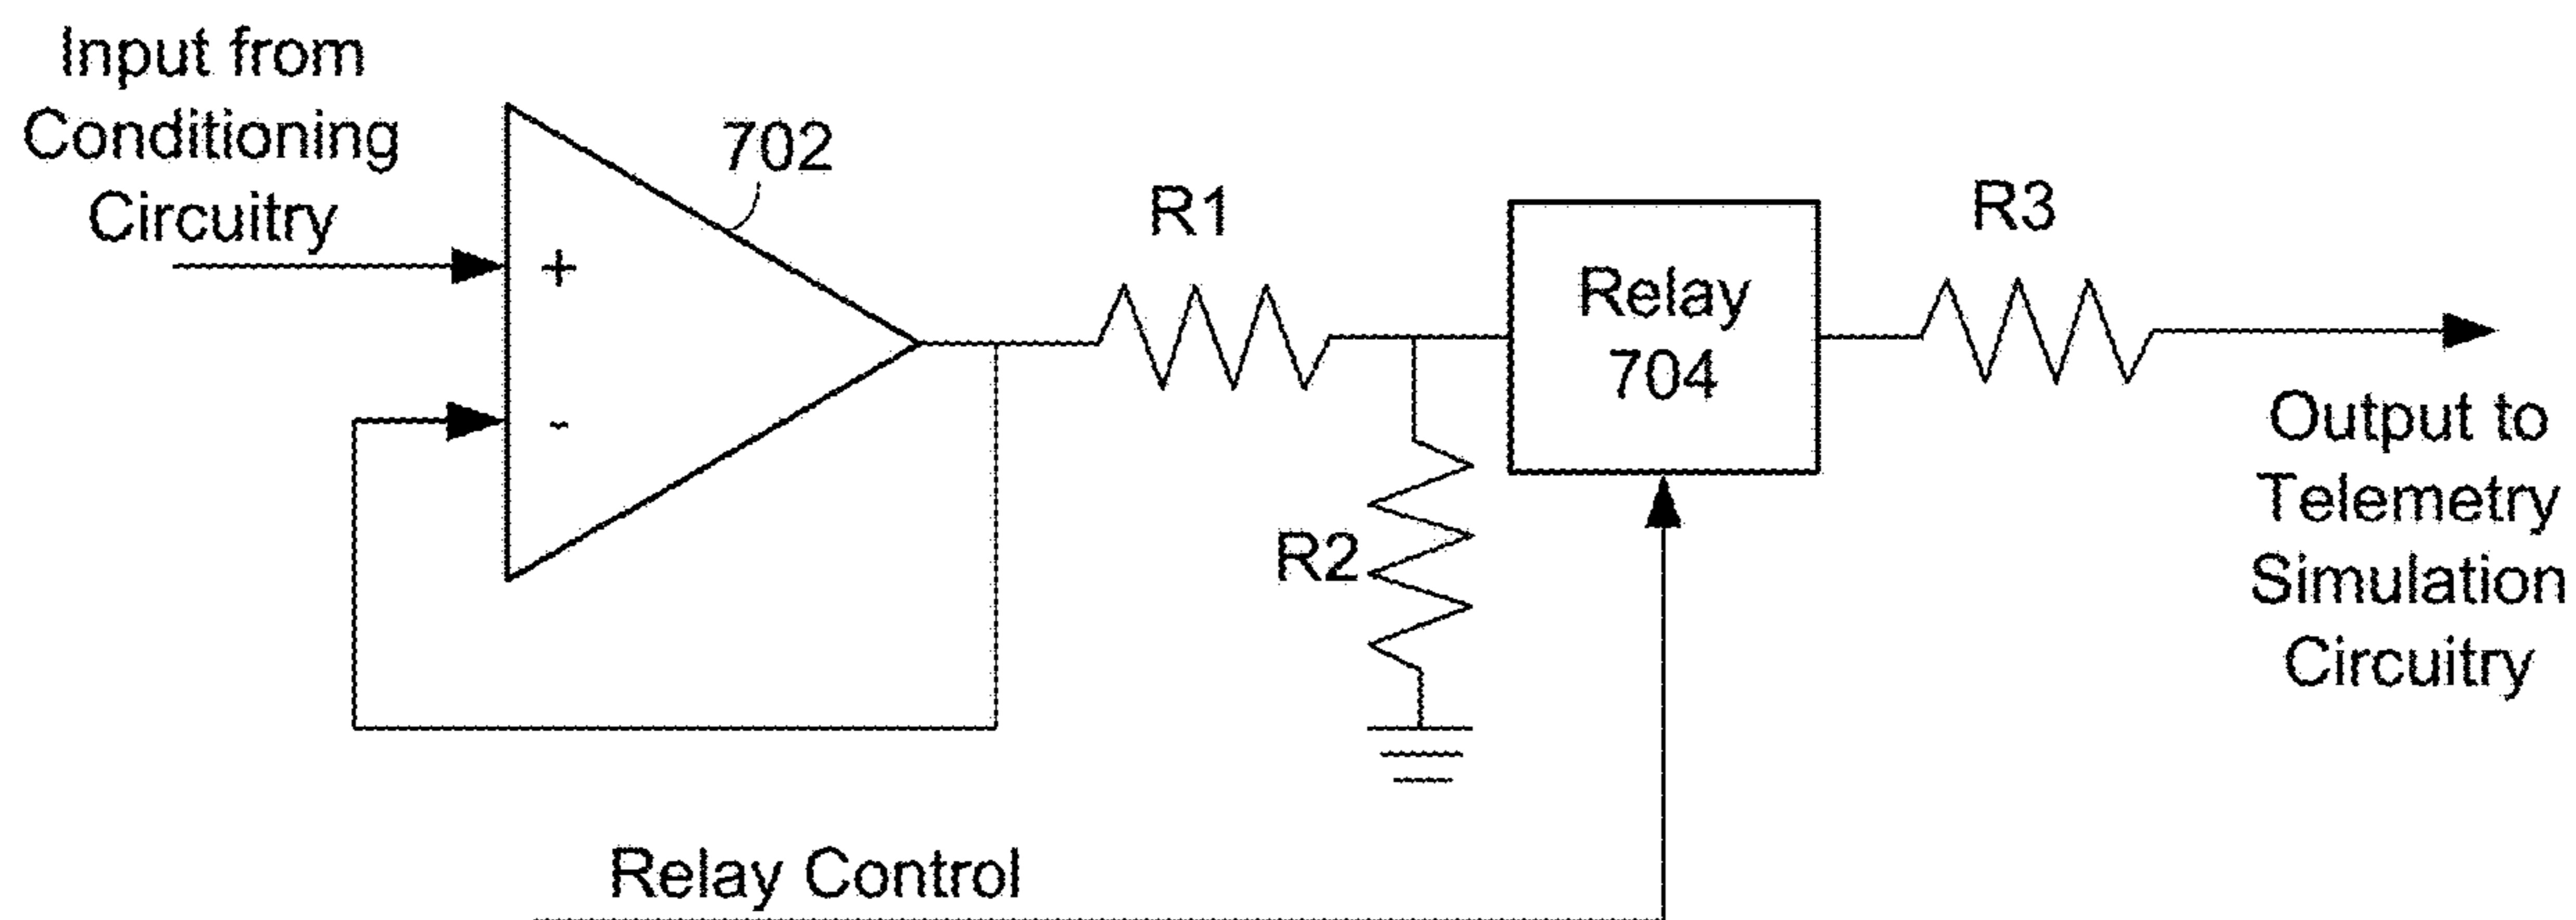 Input from
Conditioning
Circuitry
702
+
-
R1
R2
Relay
704
R3
Output to
Telemetry
Simulation
Circuitry
Relay Control